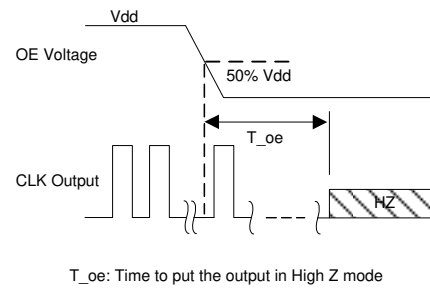 Vdd
OE Voltage
50% Vdd
T_oe
CLK Output
HZ
T_oe: Time to put the output in High Z mode